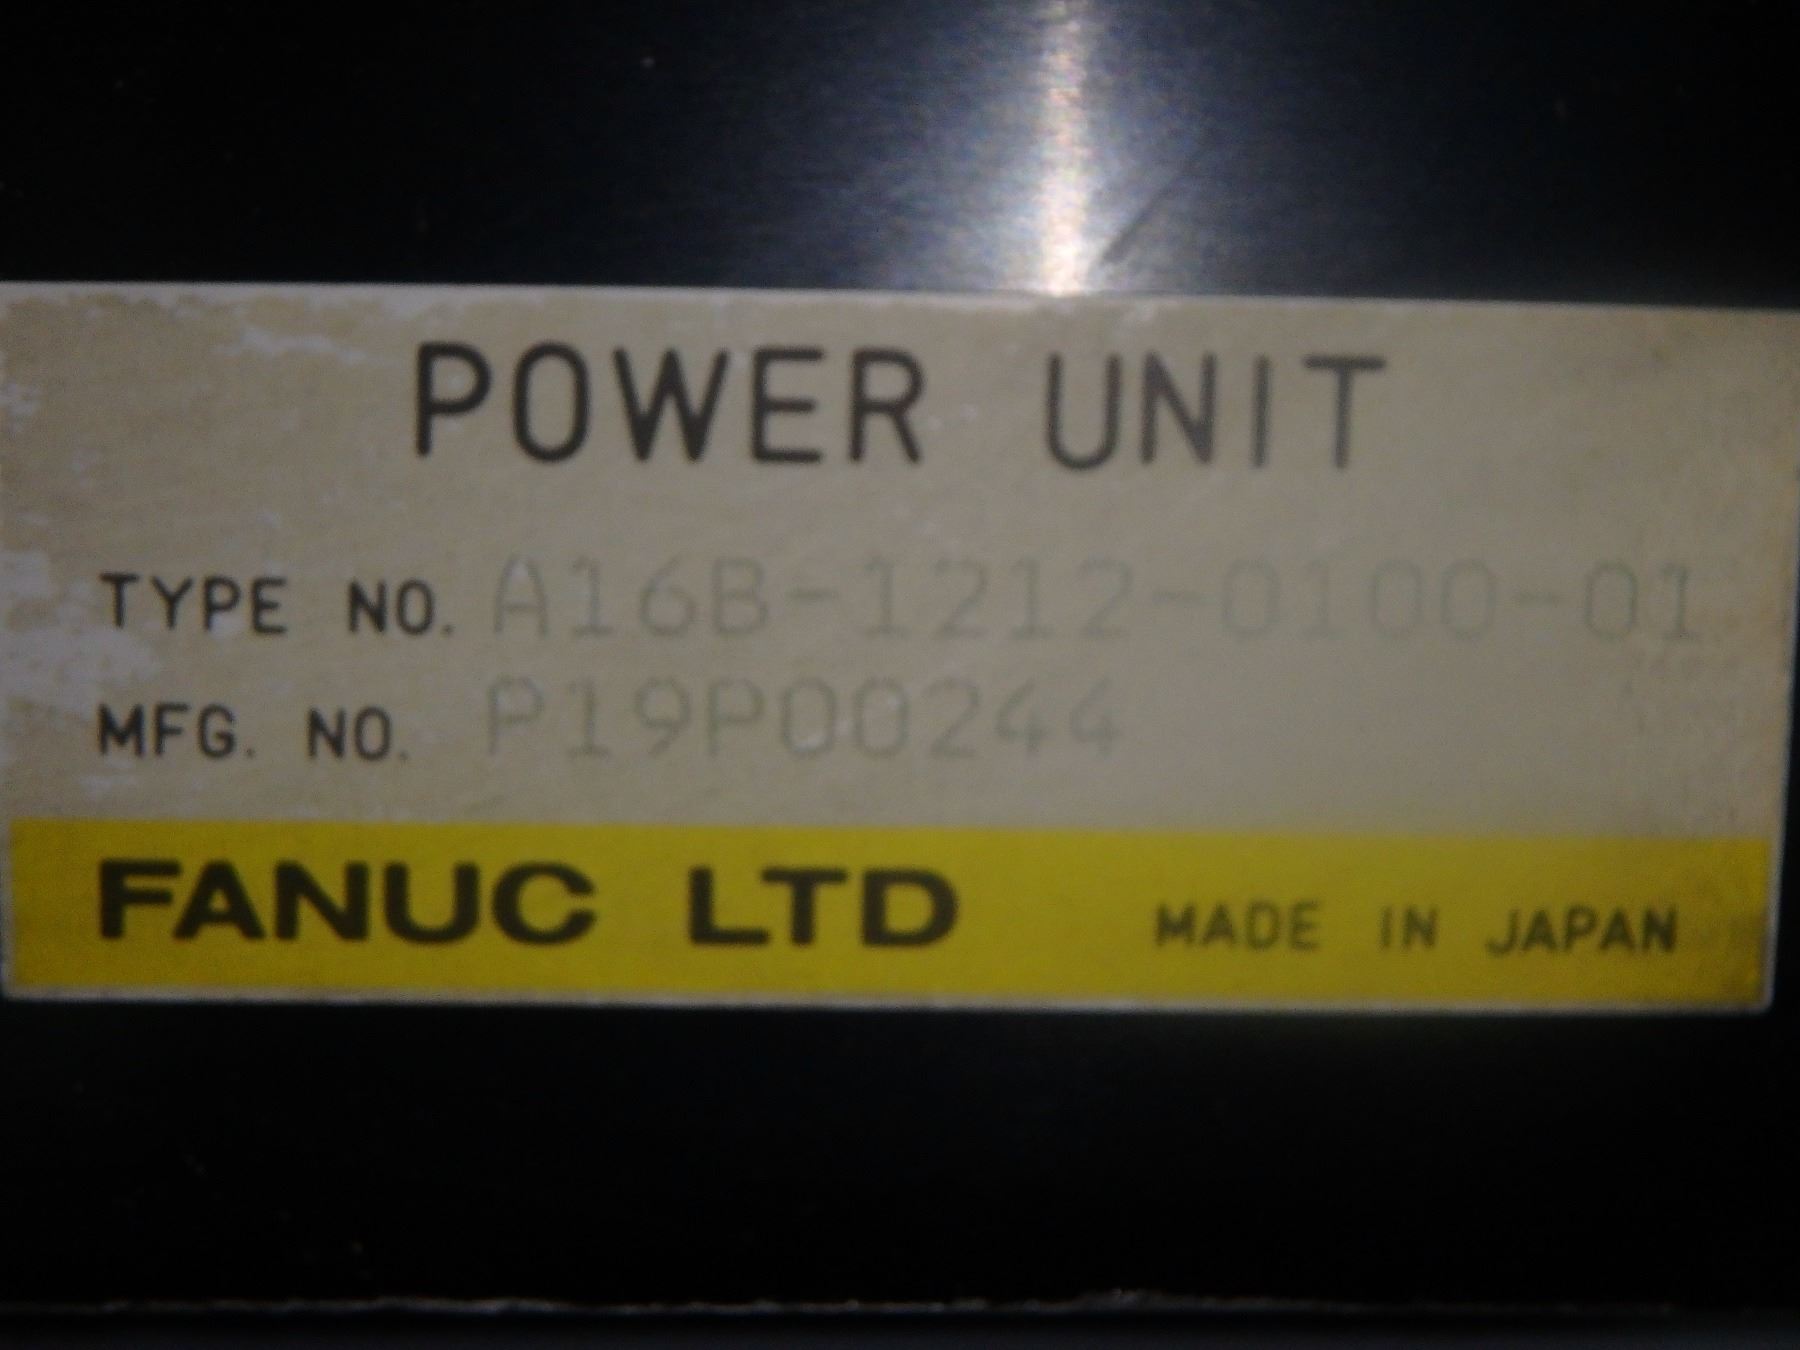 POWER UNIT
TYPE NO. A16B-1212-0100-01
MFG. NO. P19P00244
FANUC LTD MADE IN JAPAN